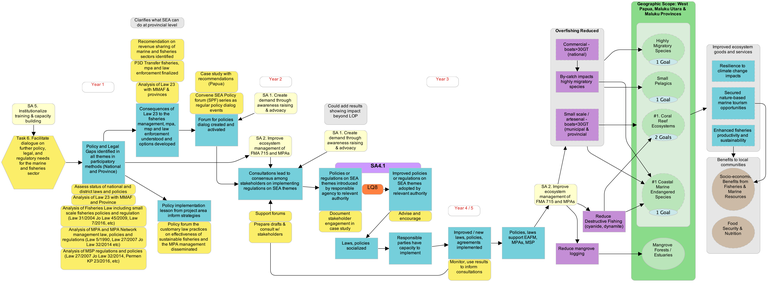 Clarifies what SEA can
do at provincial level
Recomendation on
revenue sharing of
marine and fisheries
sectors identified
P3D Transfer fisheries,
mpa and law
enforcement finalized
Analysis of Law 23 with
MMAF & provinces
Year 1
SA 5.
Institutionalize
training & capacity
building
Task 6. Facilitate
dialogue on further
policy, legal,
and regulatory
needs for the marine
and fisheries sector
Policy and Legal
Gaps identified in
all themes in
participatory
methods (National
and Province)
Consequences of
Law 23 to the
fisheries
management, mpa,
msp and law
enforcement
understood and
options developed
Assess status of national and
district laws and policies
Analysis of Law 23 with
MMAF and Province
Analysis of Fisheries Law including small
scale fisheries policies and regulation
(Law 31/2004 Jo Law 45/2009, Law
7/2016, etc).
Analysis of MPA and MPA Network
management law, policies and
regulations (Law 5/1990, Law 27/2007 Jo
Law 32/2014 etc)
Analysis of MSP regulations and policies
(Law 27/2007 Jo Law 32/2014, Permen
KP 23/2016, etc)
Policy implementation
lesson from project area
inform strategies
Policy forum the
customary law practices
on effectiveness of
sustainable fisheries and
the MPA management
disseminated
Case study with
recommendations
(Papua)
Convene SEA Policy
forum (SPF) series as
regular policy dialog
events
Forum for policies
dialog created
and activated
Year 2
SA 1. Create
demand through
awareness raising &
advocacy
SA 2. Improve
ecosystem
management of
FMA 715 and MPAs
Could add results
showing impact
beyond LOP
SA 1. Create
demand through
awareness raising
& advocacy
Consultations lead to
consensus among
stakeholders on implementing
regulations on SEA themes
Support forums
Prepare drafts &
consult w/
stakeholders
SA4.1
Policies or
regulations on SEA
themes introduced by
responsible agency
to relevant authority
LQ8
Improved policies
or regulations on
SEA themes
adopted by relevant
authority
Document
stakeholder
engagement in
case study
Advise and
encourage
Laws, policies
socialized
Responsible
parties have
capacity to
implement
Year 3
Year 4 / 5
Improved / new
laws, policies,
agreements
implemented
Monitor, use results to
inform consultations
Policies, laws
support EAFM,
MPAs, MSP
SA 2. Improve
ecosystem
management of
FMA 715 and MPAs
Overfishing Reduced
Commercial -
boats>30GT
(national)
By-catch impacts
highly migratory
species
Small scale /
artesenal -
boats<30GT
(municipal &
provincial)
Reduce
Destructive Fishing
(cyanide, dynamite)
Reduce mangrove
logging
Geographic Scope: West
Papua, Maluku Utara &
Maluku Provinces
Highly
Migratory
Species
1 Goal
Small
Pelagics
1 Goal
#1. Coral
Reef
Ecosystems
2 Goals
#1 Coastal
Marine
Endangered
Species
1 Goal
Mangrove
Forests /
Estuaries
Improved ecosystem
goods and services
Resilience to
climate change
impacts
Secured
nature-based
marine tourism
opportunities
Enhanced fisheries
productivity and
sustainability
Benefits to local
communities
Socio-economic
Benefits from
Fisheries &
Marine Resources
Food
Security &
Nutrition